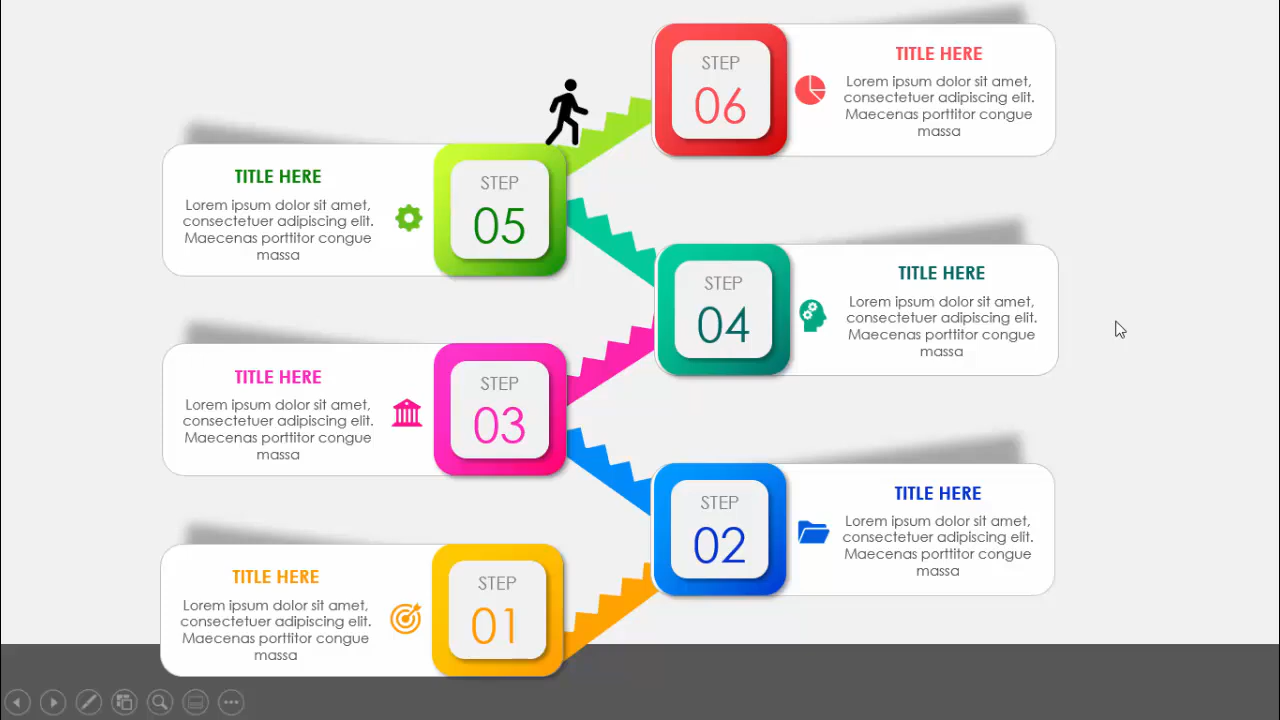 STEP
06
TITLE HERE
Lorem ipsum dolor sit amet,
consectetuer adipiscing elit.
Maecenas porttitor congue
massa
TITLE HERE
Lorem ipsum dolor sit amet,
consectetuer adipiscing elit.
Maecenas porttitor congue
massa
STEP
05
STEP
04
TITLE HERE
Lorem ipsum dolor sit amet,
consectetuer adipiscing elit.
Maecenas porttitor congue
massa
TITLE HERE
Lorem ipsum dolor sit amet,
consectetuer adipiscing elit.
Maecenas porttitor congue
massa
STEP
03
STEP
02
TITLE HERE
Lorem ipsum dolor sit amet,
consectetuer adipiscing elit.
Maecenas porttitor congue
massa
TITLE HERE
Lorem ipsum dolor sit amet,
consectetuer adipiscing elit.
Maecenas porttitor congue
massa
STEP
01